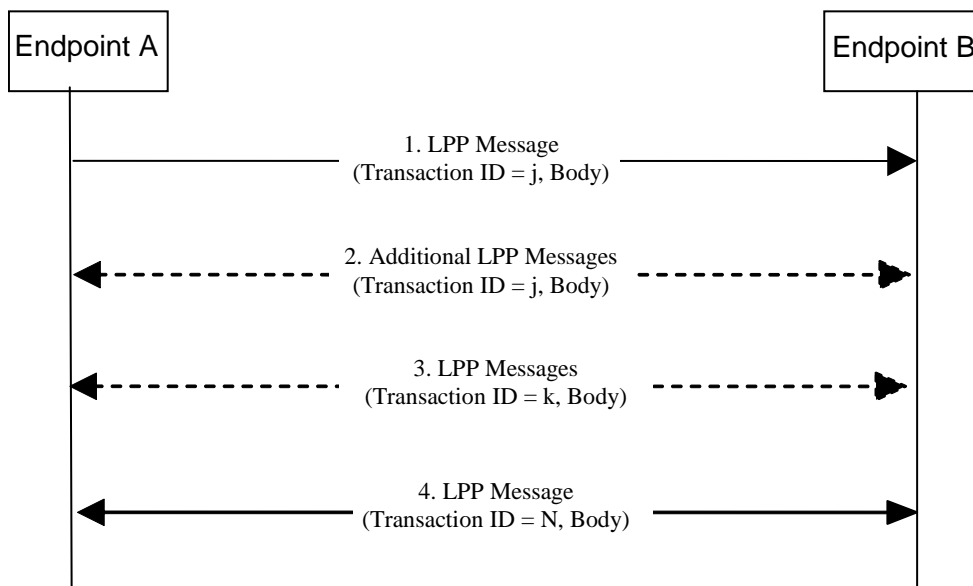 Endpoint A
Endpoint B
1. LPP Message
(Transaction ID = j, Body)
2. Additional LPP Messages
(Transaction ID = j, Body)
3. LPP Messages
(Transaction ID = k, Body)
4. LPP Message
(Transaction ID = N, Body)